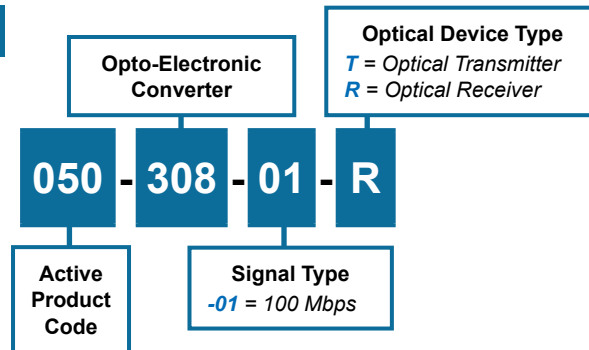 Optical Device Type
T = Optical Transmitter
R = Optical Receiver
Opto-Electronic
Converter
050 - 308 - 01 - R
Active
Product
Code
Signal Type
-01 = 100 Mbps